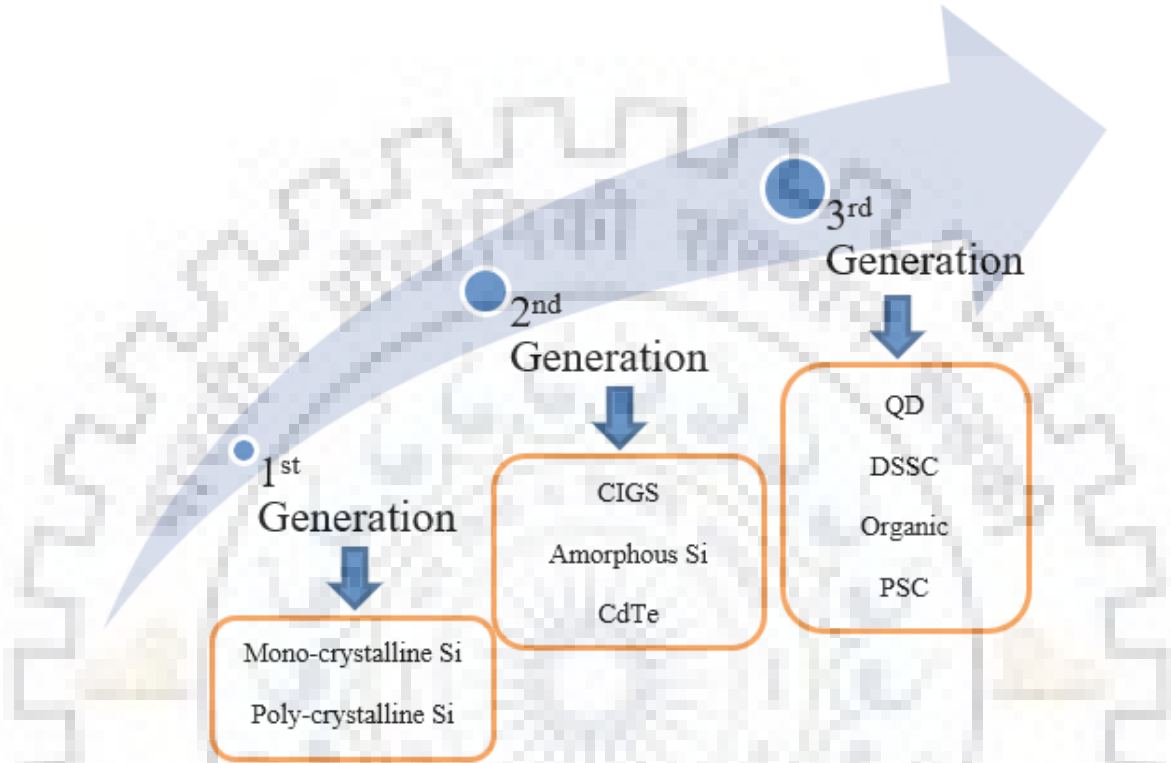 1st
Generation
Mono-crystalline Si
Poly-crystalline Si
2nd
Generation
CIGS
Amorphous Si
CdTe
3rd
Generation
QD
DSSC
Organic
PSC